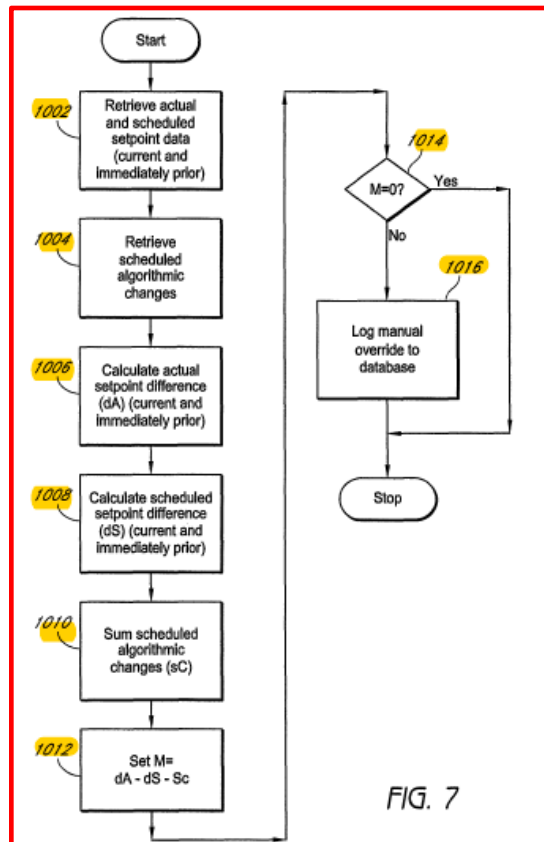 Start
1002
Retrieve actual
and scheduled
setpoint data
(current and
immediately prior)
1004
Retrieve
scheduled
algorithmic
changes
1006
Calculate actual
setpoint difference
(dA) (current and
immediately prior)
1008
Calculate scheduled
setpoint difference
(dS) (current and
immediately prior)
1010
Sum scheduled
algorithmic
changes (sC)
1012
Set M=
dA - dS - Sc
1014
M=0?
Yes
No
1016
Log manual
override to
database
Stop
FIG. 7